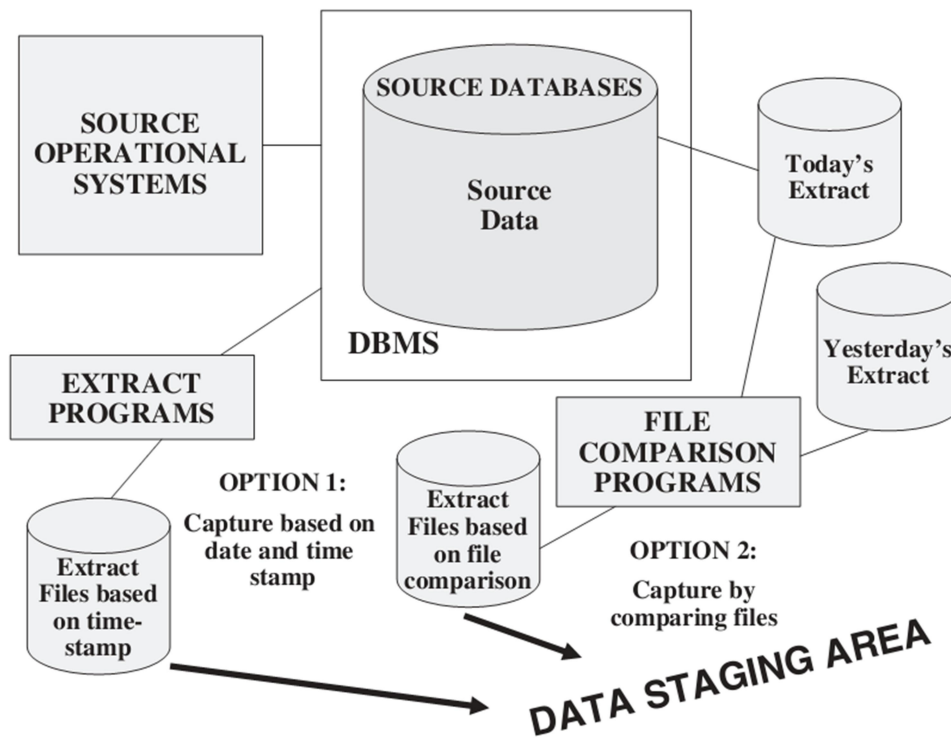 SOURCE
OPERATIONAL
SYSTEMS
SOURCE DATABASES
Source
Data
DBMS
Today's
Extract
Yesterday's
Extract
EXTRACT
PROGRAMS
FILE
COMPARISON
PROGRAMS
OPTION 1:
Capture based on
date and time
stamp
Extract
Files based
on time-
stamp
Extract
Files based
on file
comparison
OPTION 2:
Capture by
comparing files
DATA STAGING AREA